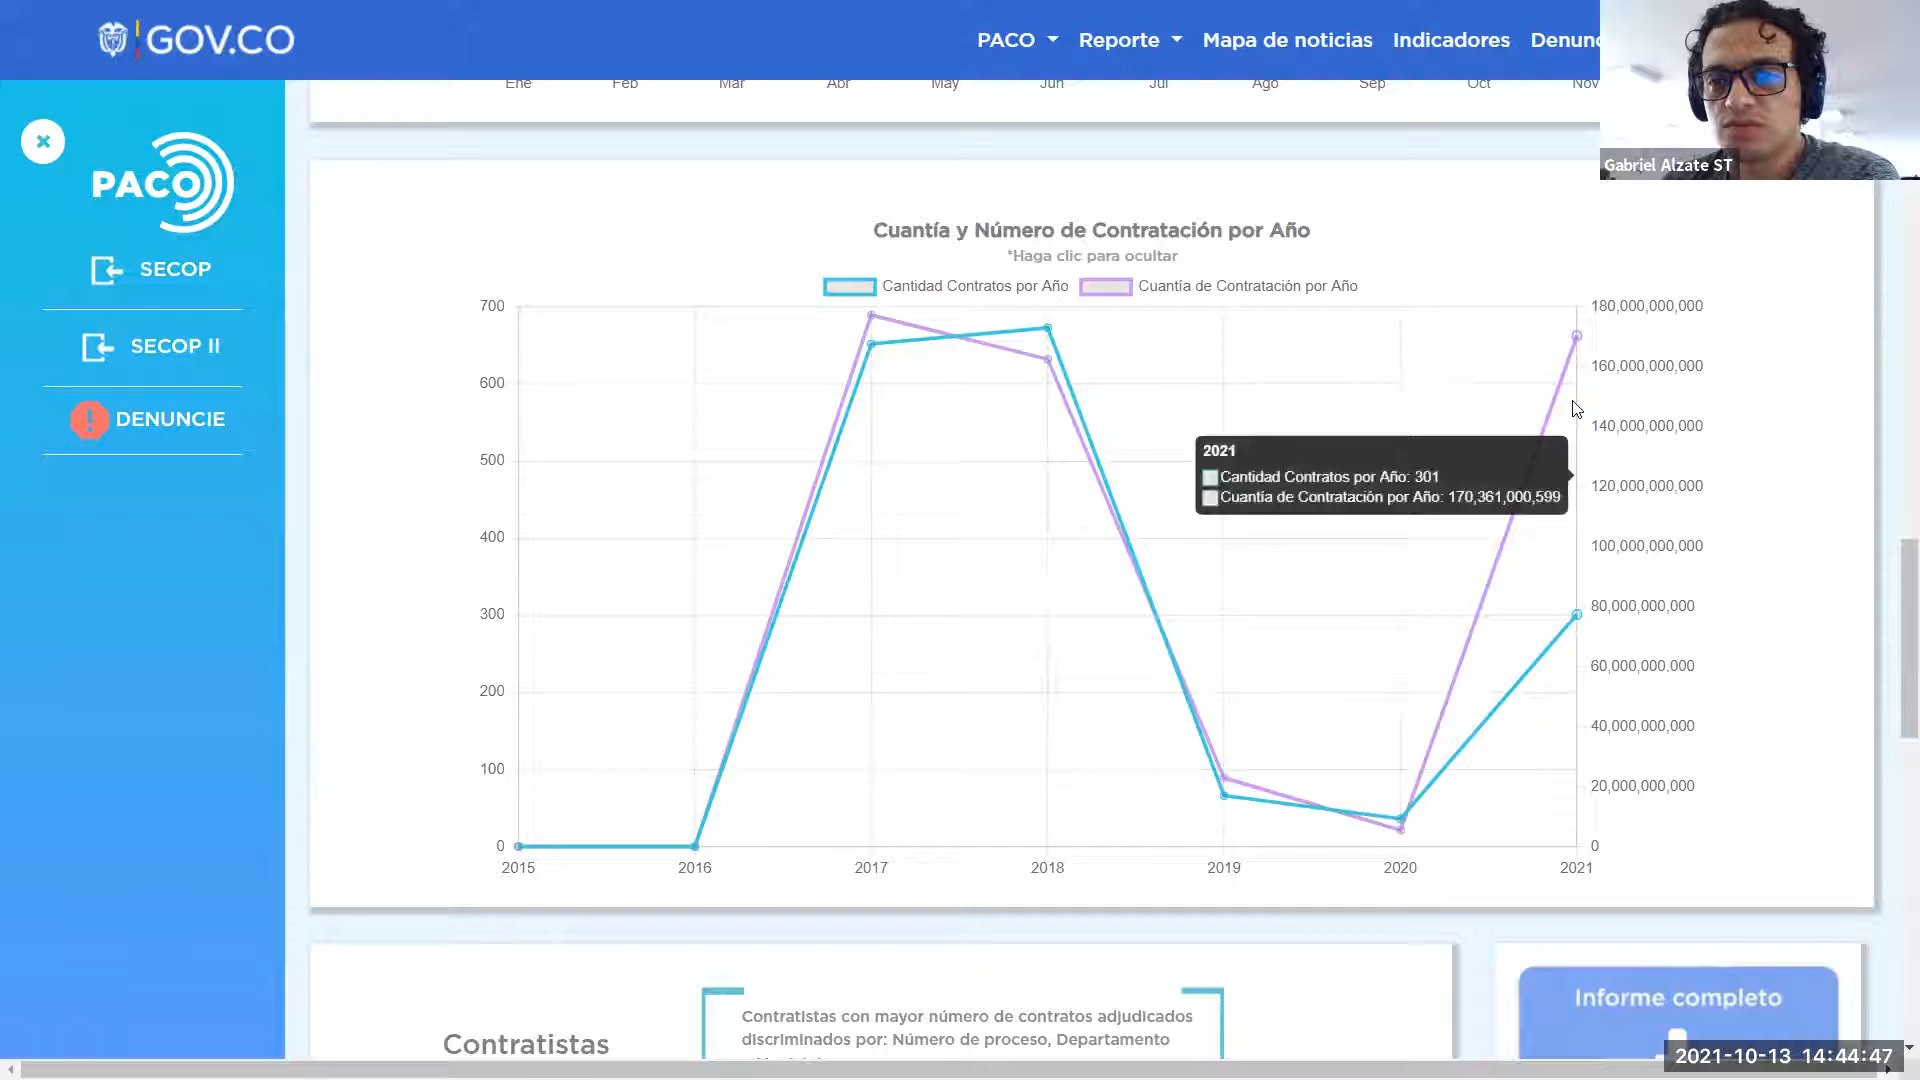 GOV.CO
PACO
Reporte
Mapa de noticias
Indicadores
Denunc
Gabriel Alzate ST
Ene Feb Mar Abr May Jun Jul Ago Sep Oct Nov
PACO
SECOP
SECOP II
DENUNCIE
Cuantía y Número de Contratación por Año
*Haga clic para ocultar
Cantidad Contratos por Año Cuantía de Contratación por Año
700
600
500
400
300
200
100
0
180,000,000,000
160,000,000,000
140,000,000,000
120,000,000,000
100,000,000,000
80,000,000,000
60,000,000,000
40,000,000,000
20,000,000,000
0
2021
Cantidad Contratos por Año: 301
Cuantía de Contratación por Año: 170,361,000,599
2015 2016 2017 2018 2019 2020 2021
Contratistas
Contratistas con mayor número de contratos adjudicados
discriminados por: Número de proceso, Departamento
Informe completo
2021-10-13 14:44:47